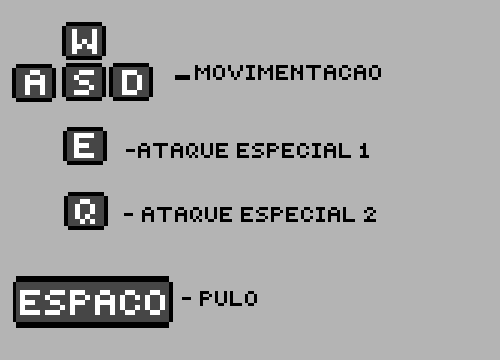 W
A S D - MOVIMENTACAO
E -ATAQUE ESPECIAL 1
Q - ATAQUE ESPECIAL 2
ESPACO - PULO